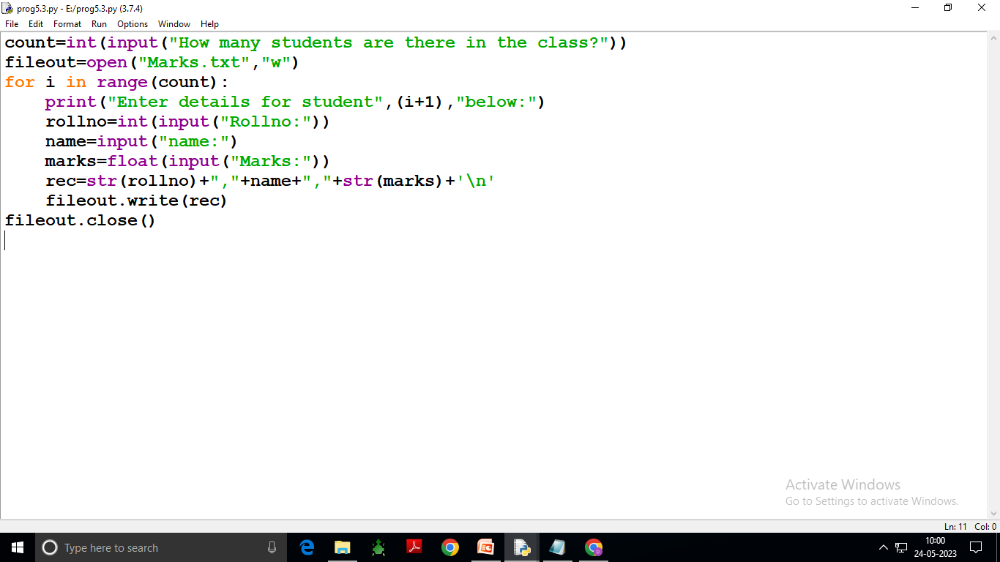 prog5.3.py - E:/prog5.3.py (3.7.4)
File Edit Format Run Options Window Help
count=int(input("How many students are there in the class?"))
fileout=open("Marks.txt","w")
for i in range(count):
    print("Enter details for student",(i+1),"below:")
    rollno=int(input("Rollno:"))
    name=input("name:")
    marks=float(input("Marks:"))
    rec=str(rollno)+","+name+","+str(marks)+'\n'
    fileout.write(rec)
fileout.close()
Activate Windows
Go to Settings to activate Windows.
Ln: 11 Col: 0
Type here to search
10:00
24-05-2023